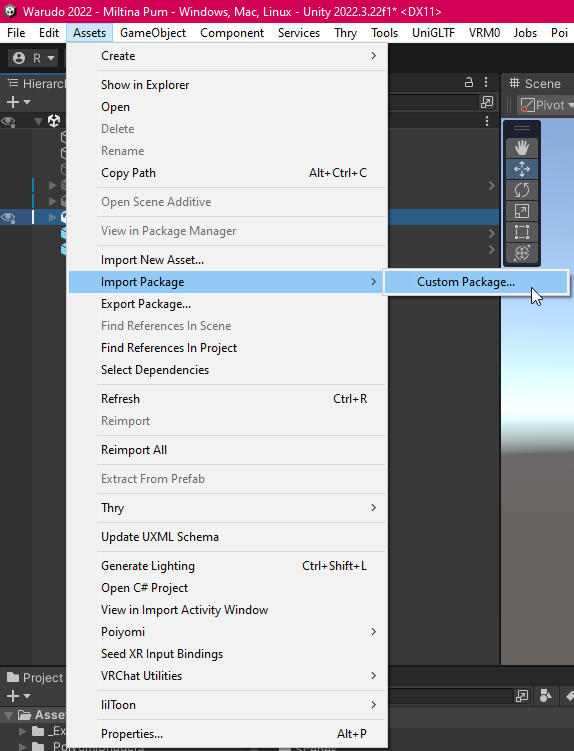 Warudo 2022 - Miltina Pum - Windows, Mac, Linux - Unity 2022.3.22f1* <DX11>
File Edit Assets GameObject Component Services Thry Tools UniGLTF VRM0 Jobs Poi
R
Hierarch
Scene
Pivot
Create
Show in Explorer
Open
Delete
Rename
Copy Path Alt+Ctrl+C
Open Scene Additive
View in Package Manager
Import New Asset...
Import Package Custom Package...
Export Package...
Find References In Scene
Find References In Project
Select Dependencies
Refresh Ctrl+R
Reimport
Reimport All
Extract From Prefab
Thry
Update UXML Schema
Generate Lighting Ctrl+Shift+L
Open C# Project
View in Import Activity Window
Poiyomi
Seed XR Input Bindings
VRChat Utilities
lilToon
Properties... Alt+P
Project
Asse
_Ex